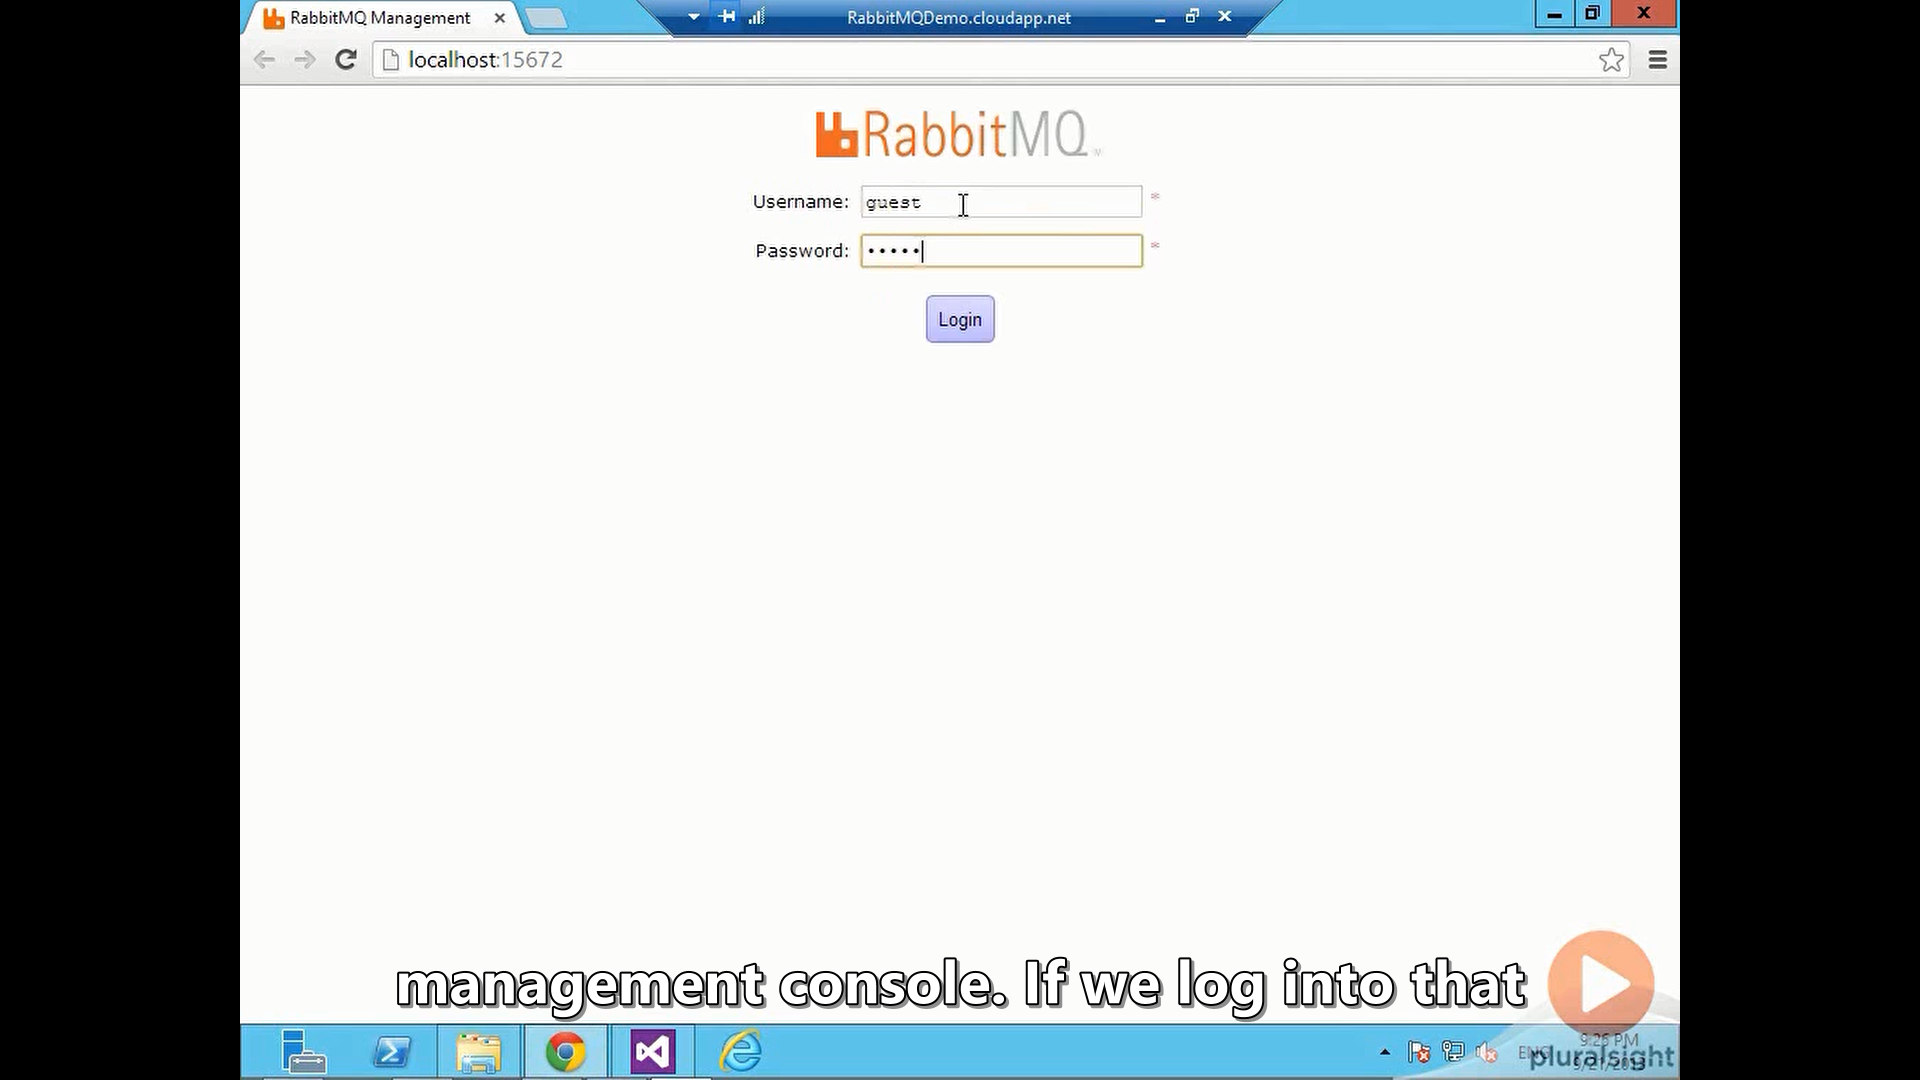 RabbitMQ Management
RabbitMQDemo.cloudapp.net
localhost:15672
RabbitMQ
Username: guest *
Password: ••••• *
Login
management console. If we log into that
9:26 PM
pluralsight